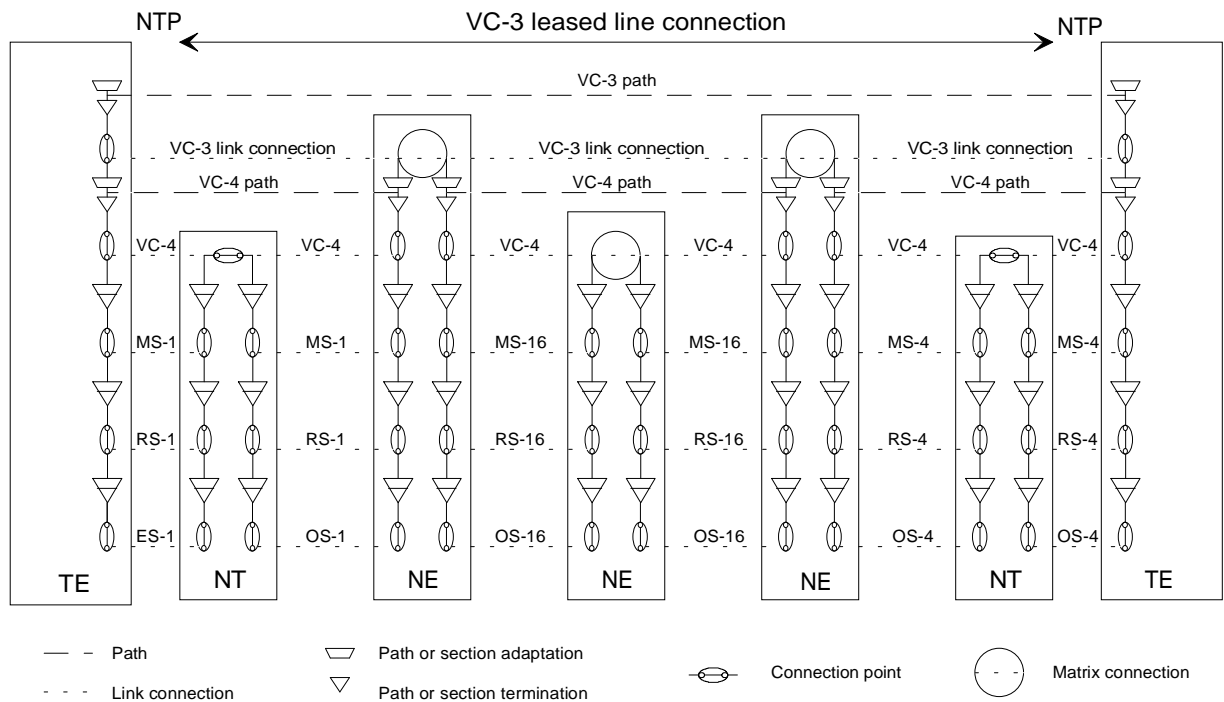 NTP VC-3 leased line connection NTP
VC-3 path
VC-3 link connection VC-3 link connection VC-3 link connection
VC-4 path VC-4 path VC-4 path
VC-4 VC-4 VC-4 VC-4 VC-4 VC-4
MS-1 MS-1 MS-16 MS-16 MS-4 MS-4
RS-1 RS-1 RS-16 RS-16 RS-4 RS-4
ES-1 OS-1 OS-16 OS-16 OS-4 OS-4
TE NT NE NE NE NT TE
Path Path or section adaptation Connection point Matrix connection
Link connection Path or section termination